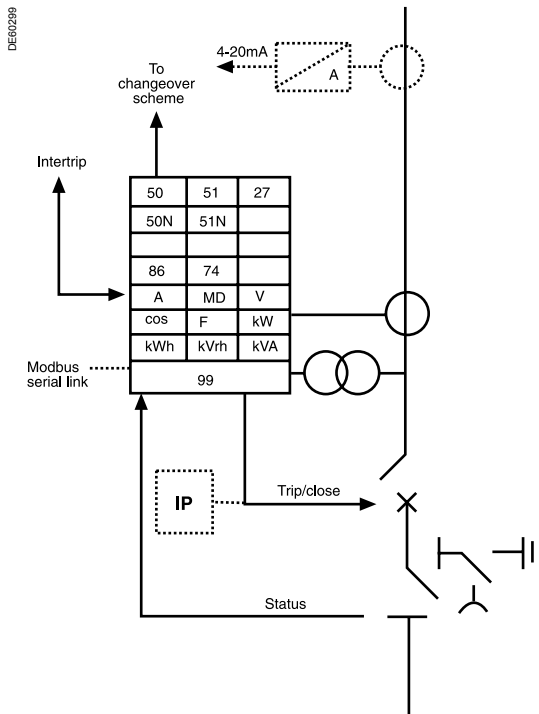 DE60299
4-20mA
A
To
changeover
scheme
Intertrip
50 51 27
50N 51N
86 74
A MD V
cos F kW
kWh kVrh kVA
99
Modbus
serial link
IP
Trip/close
Status